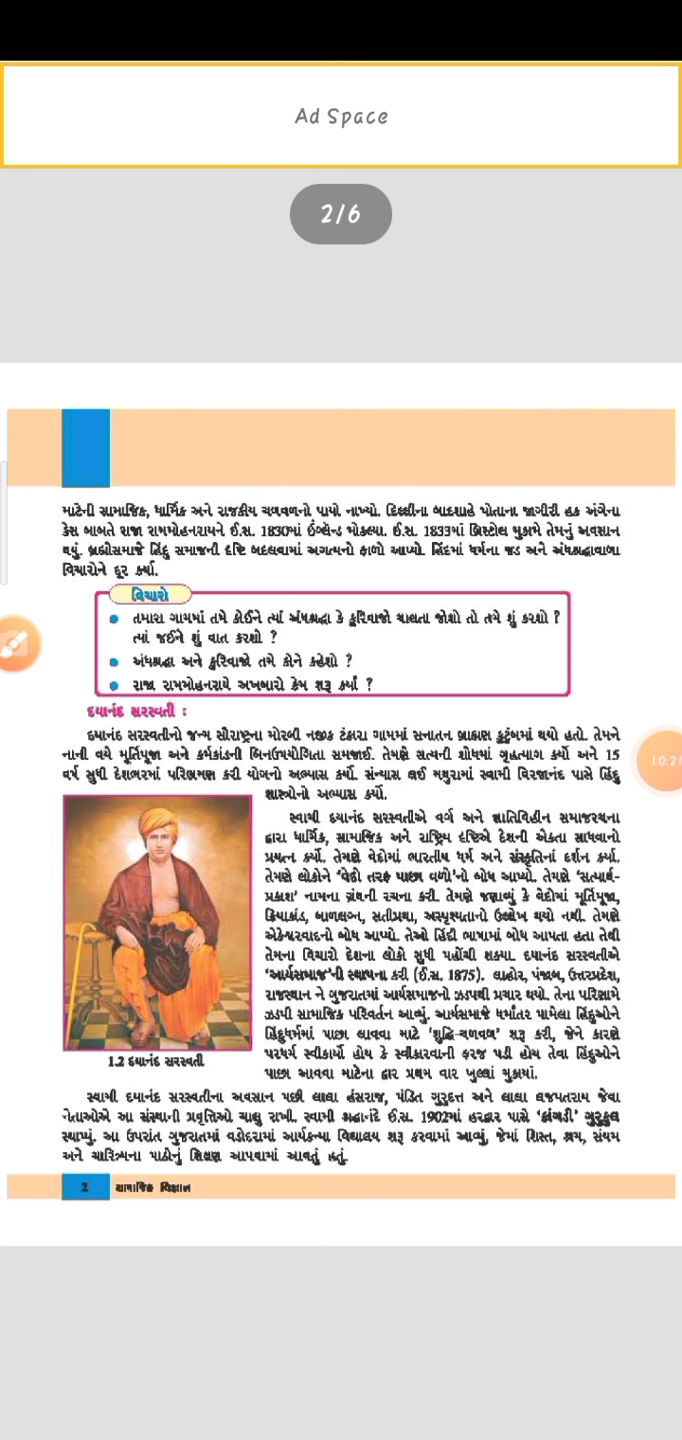 Ad Space
2/6
માટેની સામાજિક, ધાર્મિક અને રાજકીય ચળવળનો પાયો નાખ્યો. દિલ્લીના બાદશાહે પોતાના જાગીરી હક અંગેના
કેસ બાબતે રાજા રામમોહનરાયને ઈ.સ. 1830માં ઇંગ્લૅન્ડ મોકલ્યા. ઈ.સ. 1833માં બ્રિસ્ટોલ મુકામે તેમનું અવસાન
થયું. બ્રહ્મોસમાજે હિંદુ સમાજની દૃષ્ટિ બદલવામાં અગત્યનો ફાળો આપ્યો. હિંદમાં ધર્મના જડ અને અંધશ્રદ્ધાવાળા
વિચારોને દૂર કર્યા.
વિચારો
● તમારા ગામમાં તમે કોઈને ત્યાં અંધશ્રદ્ધા કે કુરિવાજો ચાલતા જોશો તો તમે શું કરશો ?
ત્યાં જઈને શું વાત કરશો ?
● અંધશ્રદ્ધા અને કુરિવાજો તમે કોને કહેશો ?
● રાજા રામમોહનરાયે અખબારો કેમ શરૂ કર્યાં ?
દયાનંદ સરસ્વતી :
દયાનંદ સરસ્વતીનો જન્મ સૌરાષ્ટ્રના મોરબી નજીક ટંકારા ગામમાં સનાતન બ્રાહ્મણ કુટુંબમાં થયો હતો. તેમને
નાની વયે મૂર્તિપૂજા અને કર્મકાંડની બિનઉપયોગિતા સમજાઈ. તેમણે સત્યની શોધમાં ગૃહત્યાગ કર્યો અને 15
વર્ષ સુધી દેશભરમાં પરિભ્રમણ કરી યોગનો અભ્યાસ કર્યો. સંન્યાસ લઈ મથુરામાં સ્વામી વિરજાનંદ પાસે હિંદુ
શાસ્ત્રોનો અભ્યાસ કર્યો.
સ્વામી દયાનંદ સરસ્વતીએ વર્ગ અને જ્ઞાતિવિહીન સમાજરચના
દ્વારા ધાર્મિક, સામાજિક અને રાષ્ટ્રિય દૃષ્ટિએ દેશની એકતા સાધવાનો
પ્રયત્ન કર્યો. તેમણે વેદોમાં ભારતીય ધર્મ અને સંસ્કૃતિનાં દર્શન કર્યા.
તેમણે લોકોને ‘વેદો તરફ પાછા વળો’નો બોધ આપ્યો. તેમણે ‘સત્યાર્થ-
પ્રકાશ’ નામના ગ્રંથની રચના કરી. તેમણે જણાવ્યું કે વેદોમાં મૂર્તિપૂજા,
ક્રિયાકાંડ, બાળલગ્ન, સતીપ્રથા, અસ્પૃશ્યતાનો ઉલ્લેખ થયો નથી. તેમણે
એકેશ્વરવાદનો બોધ આપ્યો. તેઓ હિંદી ભાષામાં બોધ આપતા હતા તેથી
તેમના વિચારો દેશના લોકો સુધી પહોંચી શક્યા. દયાનંદ સરસ્વતીએ
‘આર્યસમાજ’ની સ્થાપના કરી (ઈ.સ. 1875). લાહોર, પંજાબ, ઉત્તરપ્રદેશ,
રાજસ્થાન ને ગુજરાતમાં આર્યસમાજનો ઝડપથી પ્રચાર થયો. તેના પરિણામે
ઝડપી સામાજિક પરિવર્તન આવ્યું. આર્યસમાજે ધર્માંતર પામેલા હિંદુઓને
હિંદુધર્મમાં પાછા લાવવા માટે ‘શુદ્ધિ-ચળવળ’ શરૂ કરી, જેને કારણે
પરધર્મ સ્વીકાર્યો હોય કે સ્વીકારવાની ફરજ પડી હોય તેવા હિંદુઓને
પાછા આવવા માટેના દ્વાર પ્રથમ વાર ખુલ્લાં મુકાયાં.
1.2 દયાનંદ સરસ્વતી
સ્વામી દયાનંદ સરસ્વતીના અવસાન પછી લાલા હંસરાજ, પંડિત ગુરુદત્ત અને લાલા લજપતરાય જેવા
નેતાઓએ આ સંસ્થાની પ્રવૃત્તિઓ ચાલુ રાખી. સ્વામી શ્રદ્ધાનંદે ઈ.સ. 1902માં હરદ્વાર પાસે ‘કાંગડી’ ગુરુકુલ
સ્થાપ્યું. આ ઉપરાંત ગુજરાતમાં વડોદરામાં આર્યકન્યા વિદ્યાલય શરૂ કરવામાં આવ્યું, જેમાં શિસ્ત, શ્રમ, સંયમ
અને ચારિત્ર્યના પાઠોનું શિક્ષણ આપવામાં આવતું હતું.
2 સામાજિક વિજ્ઞાન
10:21